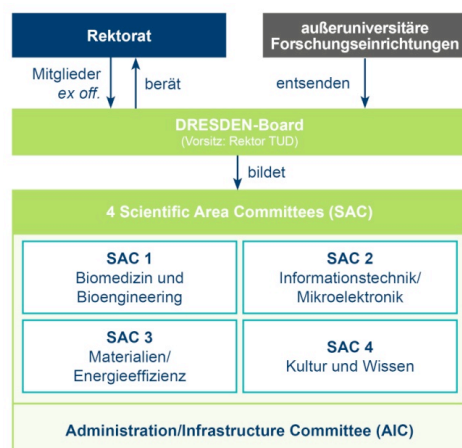 Rektorat
außeruniversitäre
Forschungseinrichtungen
Mitglieder
ex off.
berät
entsenden
DRESDEN-Board
(Vorsitz: Rektor TUD)
bildet
4 Scientific Area Committees (SAC)
SAC 1
Biomedizin und
Bioengineering
SAC 2
Informationstechnik/
Mikroelektronik
SAC 3
Materialien/
Energieeffizienz
SAC 4
Kultur und Wissen
Administration/Infrastructure Committee (AIC)